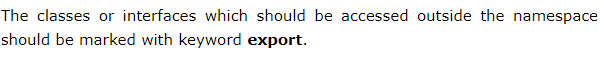 The classes or interfaces which should be accessed outside the namespace
should be marked with keyword export.